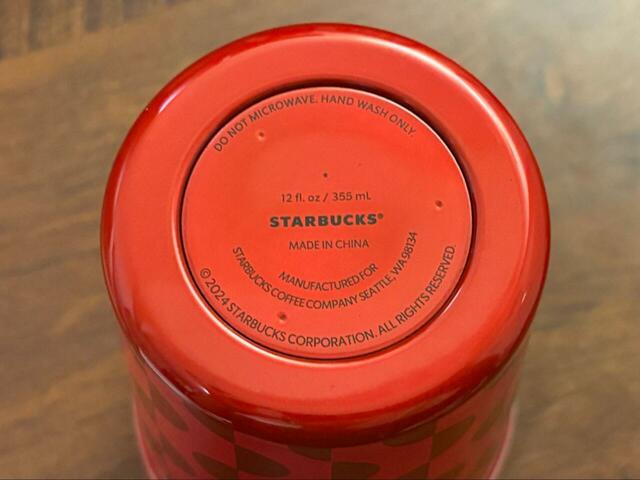 DO NOT MICROWAVE. HAND WASH ONLY.
12 fl. oz / 355 mL
STARBUCKS®
MADE IN CHINA
MANUFACTURED FOR
STARBUCKS COFFEE COMPANY SEATTLE, WA 98134
© 2024 STARBUCKS CORPORATION. ALL RIGHTS RESERVED.